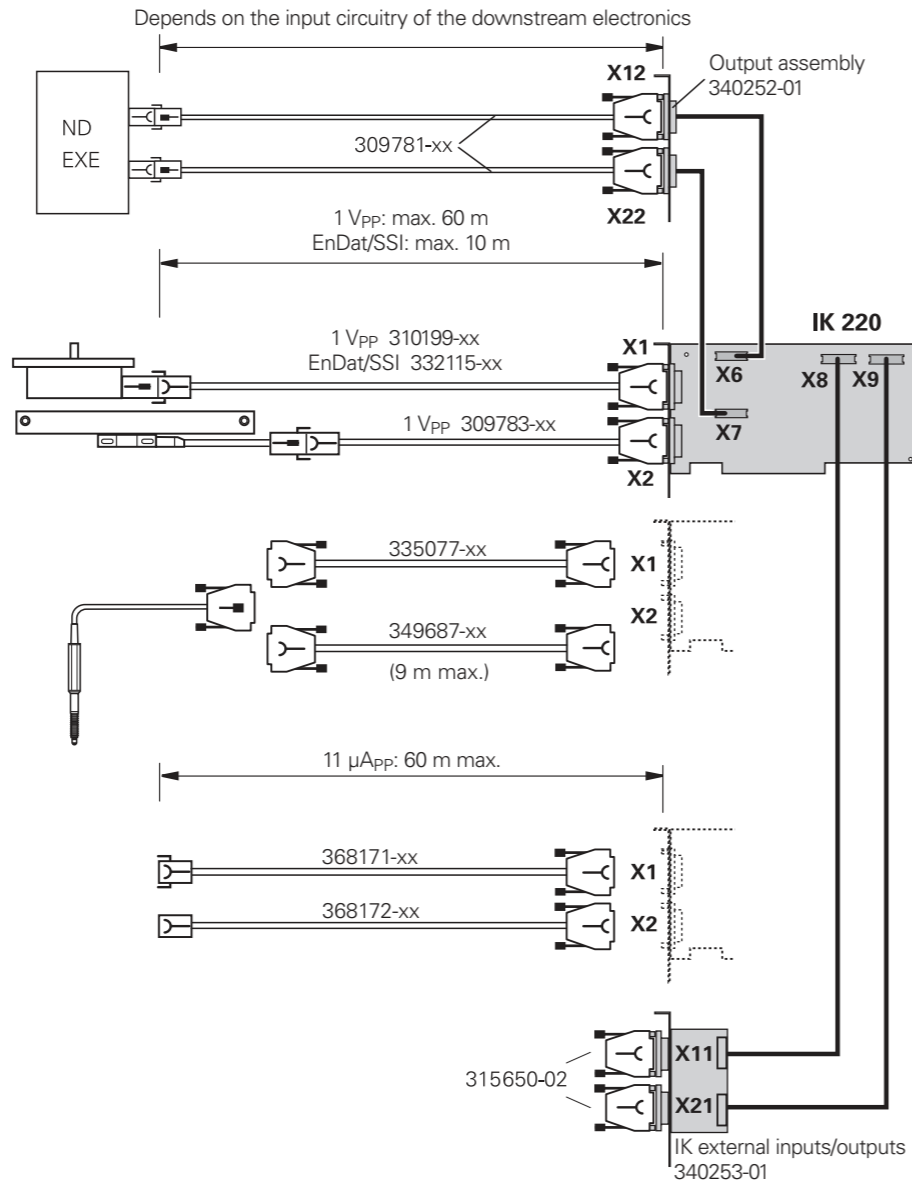 Depends on the input circuitry of the downstream electronics
X12
Output assembly
340252-01
ND
EXE
309781-xx
X22
1 VPP: max. 60 m
EnDat/SSI: max. 10 m
IK 220
1 VPP 310199-xx
EnDat/SSI 332115-xx
X1
X6
X8
X9
1 VPP 309783-xx
X7
X2
335077-xx
X1
X2
349687-xx
(9 m max.)
11 µAPP: 60 m max.
368171-xx
X1
368172-xx
X2
315650-02
X11
X21
IK external inputs/outputs
340253-01